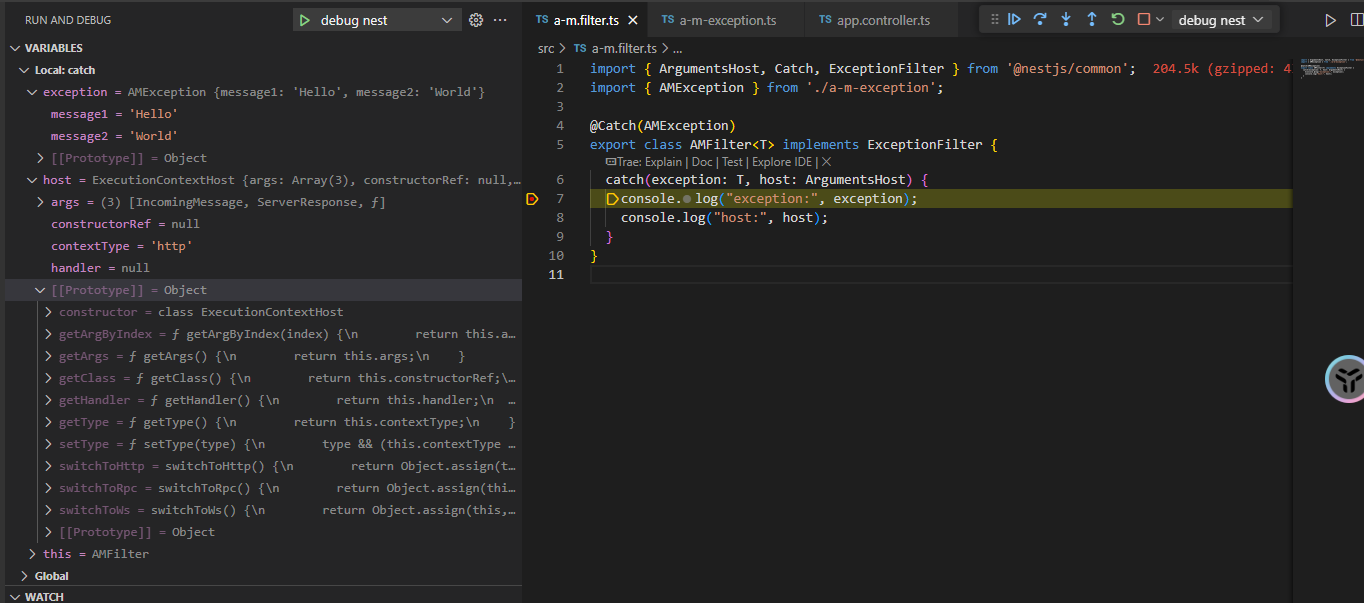 RUN AND DEBUG
debug nest
VARIABLES
Local: catch
exception = AMException {message1: 'Hello', message2: 'World'}
message1 = 'Hello'
message2 = 'World'
[[Prototype]] = Object
host = ExecutionContextHost {args: Array(3), constructorRef: null,…
args = (3) [IncomingMessage, ServerResponse, ƒ]
constructorRef = null
contextType = 'http'
handler = null
[[Prototype]] = Object
constructor = class ExecutionContextHost
getArgByIndex = ƒ getArgByIndex(index) {\n        return this.a…
getArgs = ƒ getArgs() {\n        return this.args;\n    }
getClass = ƒ getClass() {\n        return this.constructorRef;\…
getHandler = ƒ getHandler() {\n        return this.handler;\n  …
getType = ƒ getType() {\n        return this.contextType;\n    }
setType = ƒ setType(type) {\n        type && (this.contextType …
switchToHttp = switchToHttp() {\n        return Object.assign(t…
switchToRpc = switchToRpc() {\n        return Object.assign(thi…
switchToWs = switchToWs() {\n        return Object.assign(this,…
[[Prototype]] = Object
this = AMFilter
Global
WATCH
TS a-m.filter.ts
TS a-m-exception.ts
TS app.controller.ts
debug nest
src > TS a-m.filter.ts > ...
1 import { ArgumentsHost, Catch, ExceptionFilter } from '@nestjs/common'; 204.5k (gzipped: 4
2 import { AMException } from './a-m-exception';
3
4 @Catch(AMException)
5 export class AMFilter<T> implements ExceptionFilter {
Trae: Explain | Doc | Test | Explore IDE | X
6 catch(exception: T, host: ArgumentsHost) {
7 console.log("exception:", exception);
8 console.log("host:", host);
9 }
10 }
11